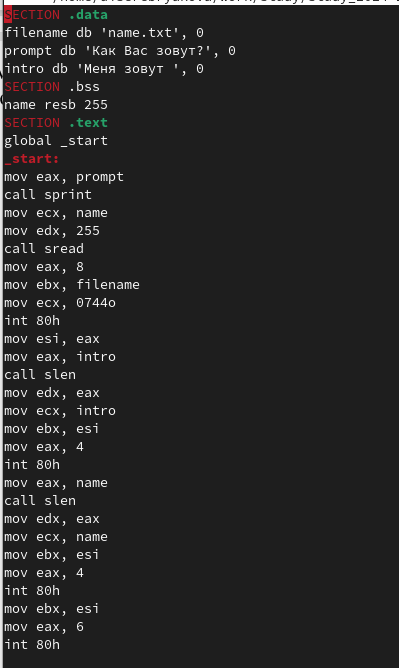 SECTION .data
filename db 'name.txt', 0
prompt db 'Как Вас зовут?', 0
intro db 'Меня зовут ', 0
SECTION .bss
name resb 255
SECTION .text
global _start
_start:
mov eax, prompt
call sprint
mov ecx, name
mov edx, 255
call sread
mov eax, 8
mov ebx, filename
mov ecx, 0744o
int 80h
mov esi, eax
mov eax, intro
call slen
mov edx, eax
mov ecx, intro
mov ebx, esi
mov eax, 4
int 80h
mov eax, name
call slen
mov edx, eax
mov ecx, name
mov ebx, esi
mov eax, 4
int 80h
mov ebx, esi
mov eax, 6
int 80h